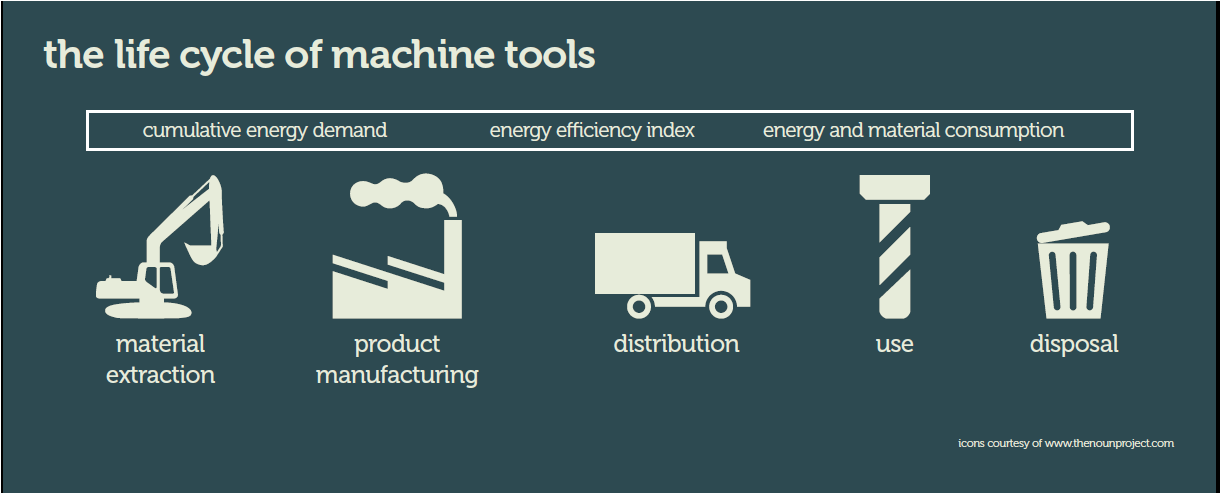 the life cycle of machine tools
cumulative energy demand energy efficiency index energy and material consumption
material
extraction
product
manufacturing
distribution
use
disposal
icons courtesy of www.thenounproject.com